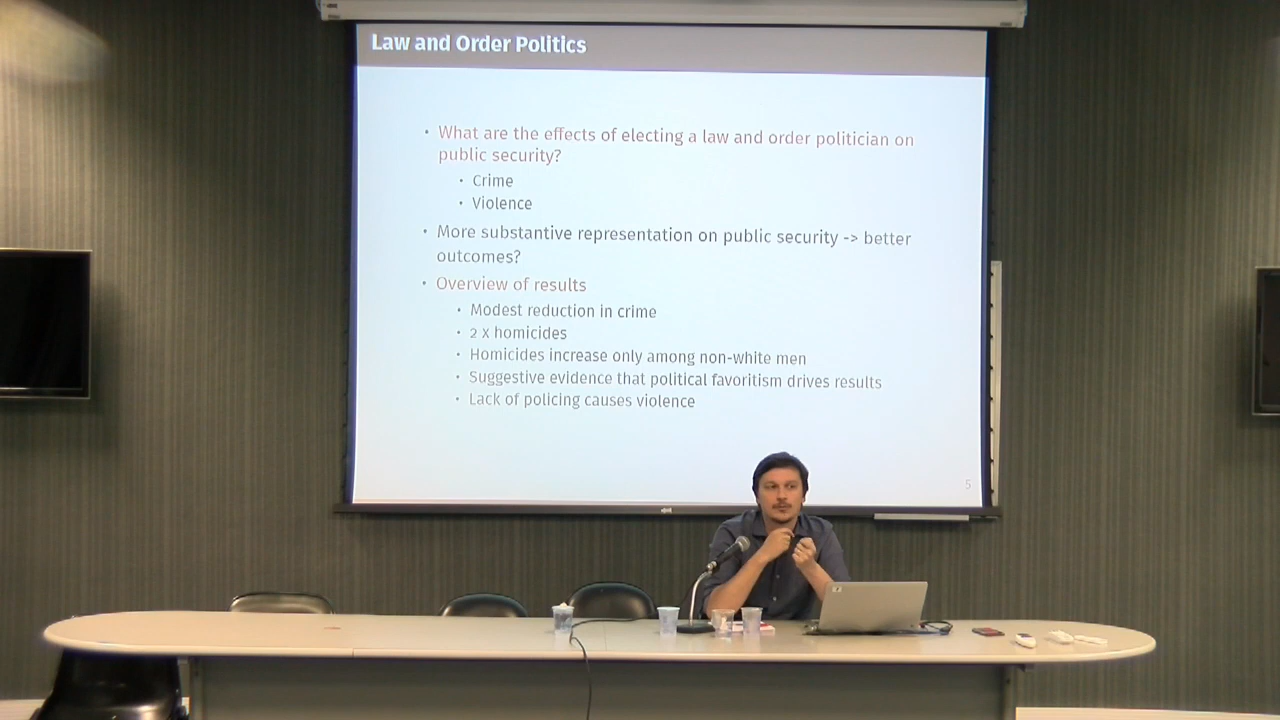 Law and Order Politics
• What are the effects of electing a law and order politician on
public security?
• Crime
• Violence
• More substantive representation on public security -> better
outcomes?
• Overview of results
• Modest reduction in crime
• 2 x homicides
• Homicides increase only among non-white men
• Suggestive evidence that political favoritism drives results
• Lack of policing causes violence
5